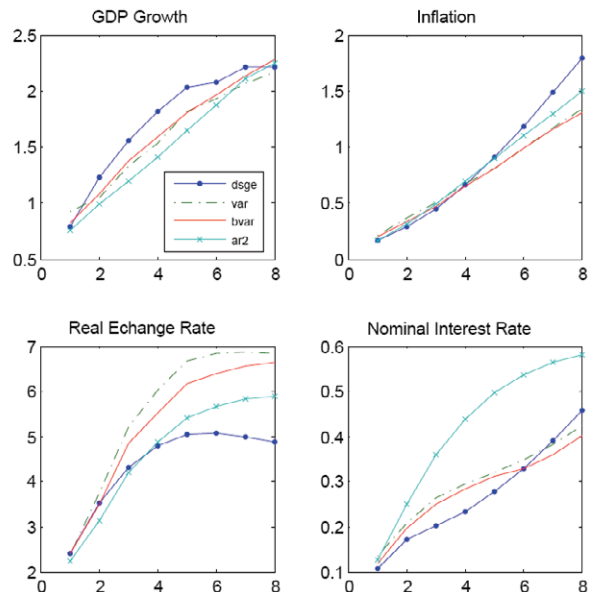 GDP Growth
2.5
2
1.5
1
0.5
0 2 4 6 8
dsge
var
bvar
ar2
Inflation
2
1.5
1
0.5
0
0 2 4 6 8
Real Echange Rate
7
6
5
4
3
2
0 2 4 6 8
Nominal Interest Rate
0.6
0.5
0.4
0.3
0.2
0.1
0 2 4 6 8